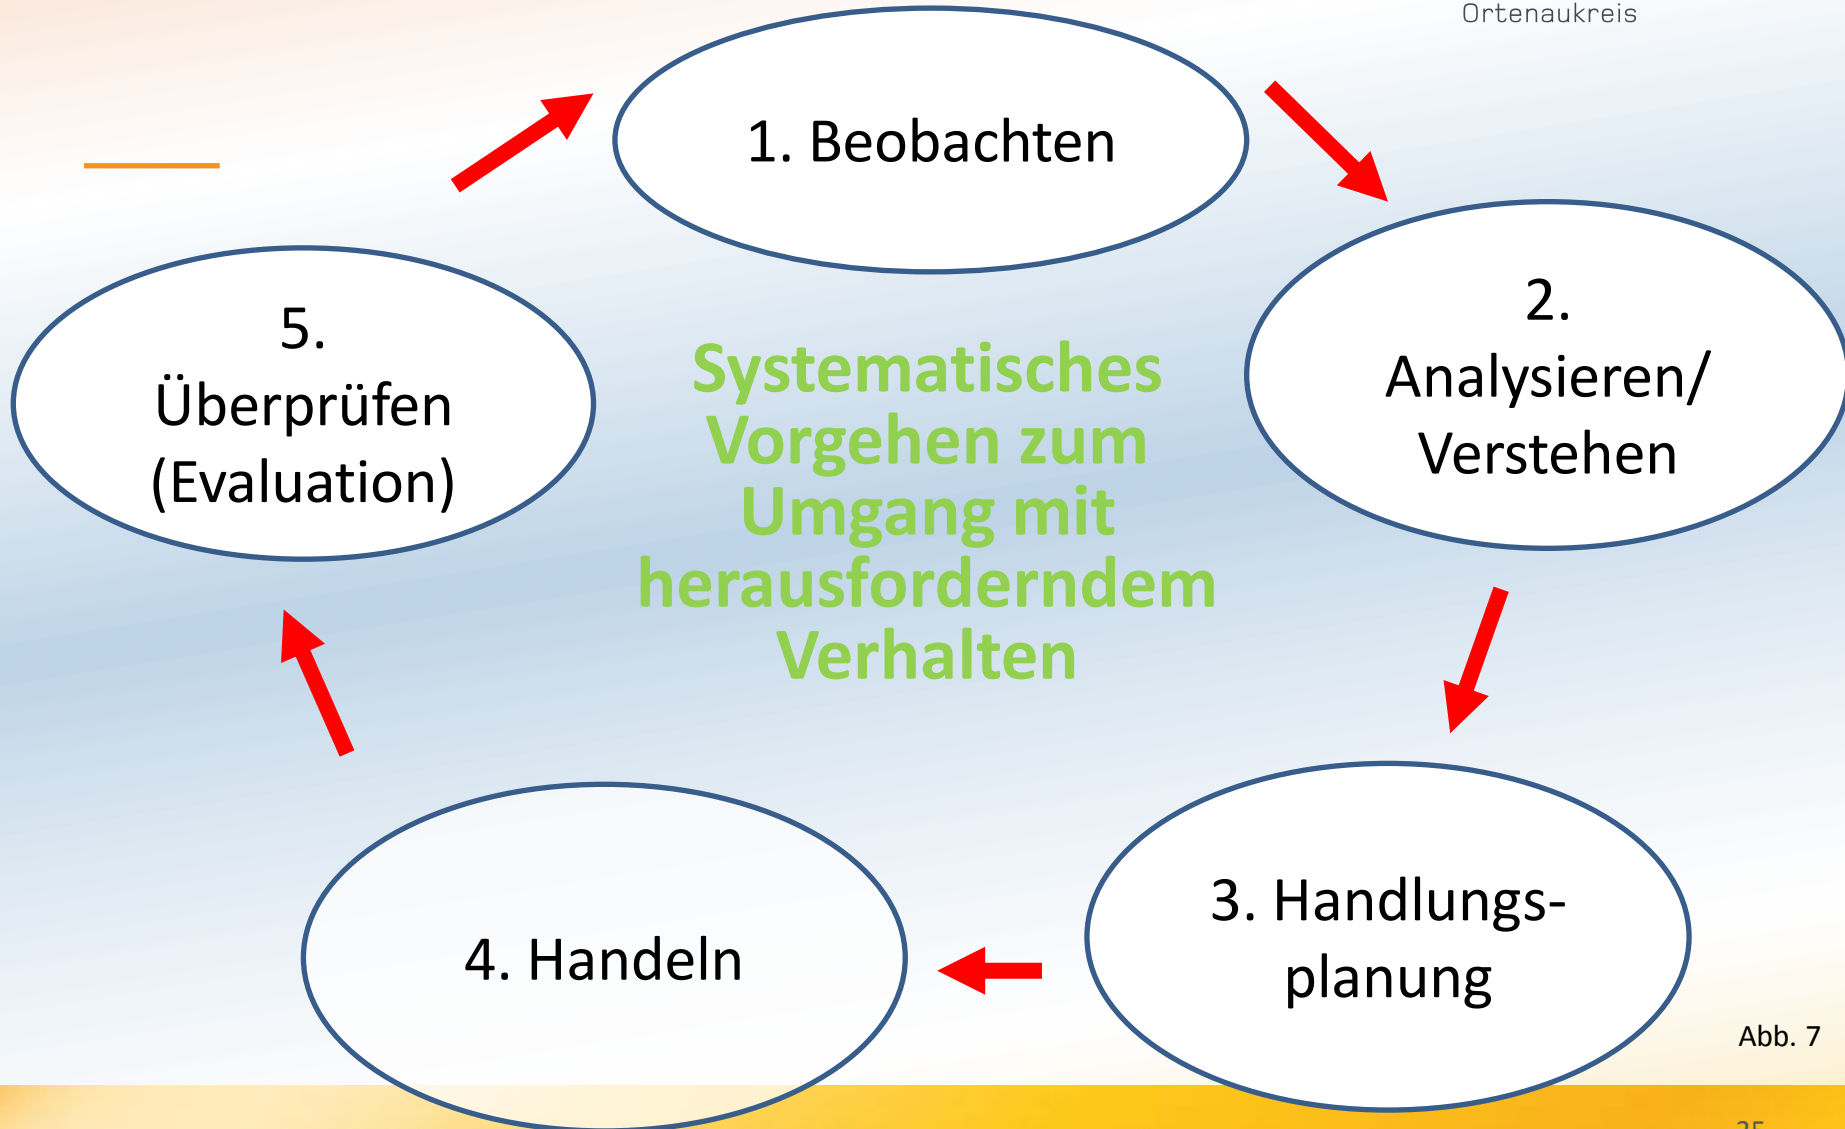 Ortenaukreis
1. Beobachten
2.
Analysieren/
Verstehen
5.
Überprüfen
(Evaluation)
Systematisches
Vorgehen zum
Umgang mit
herausforderndem
Verhalten
3. Handlungs-
planung
4. Handeln
Abb. 7